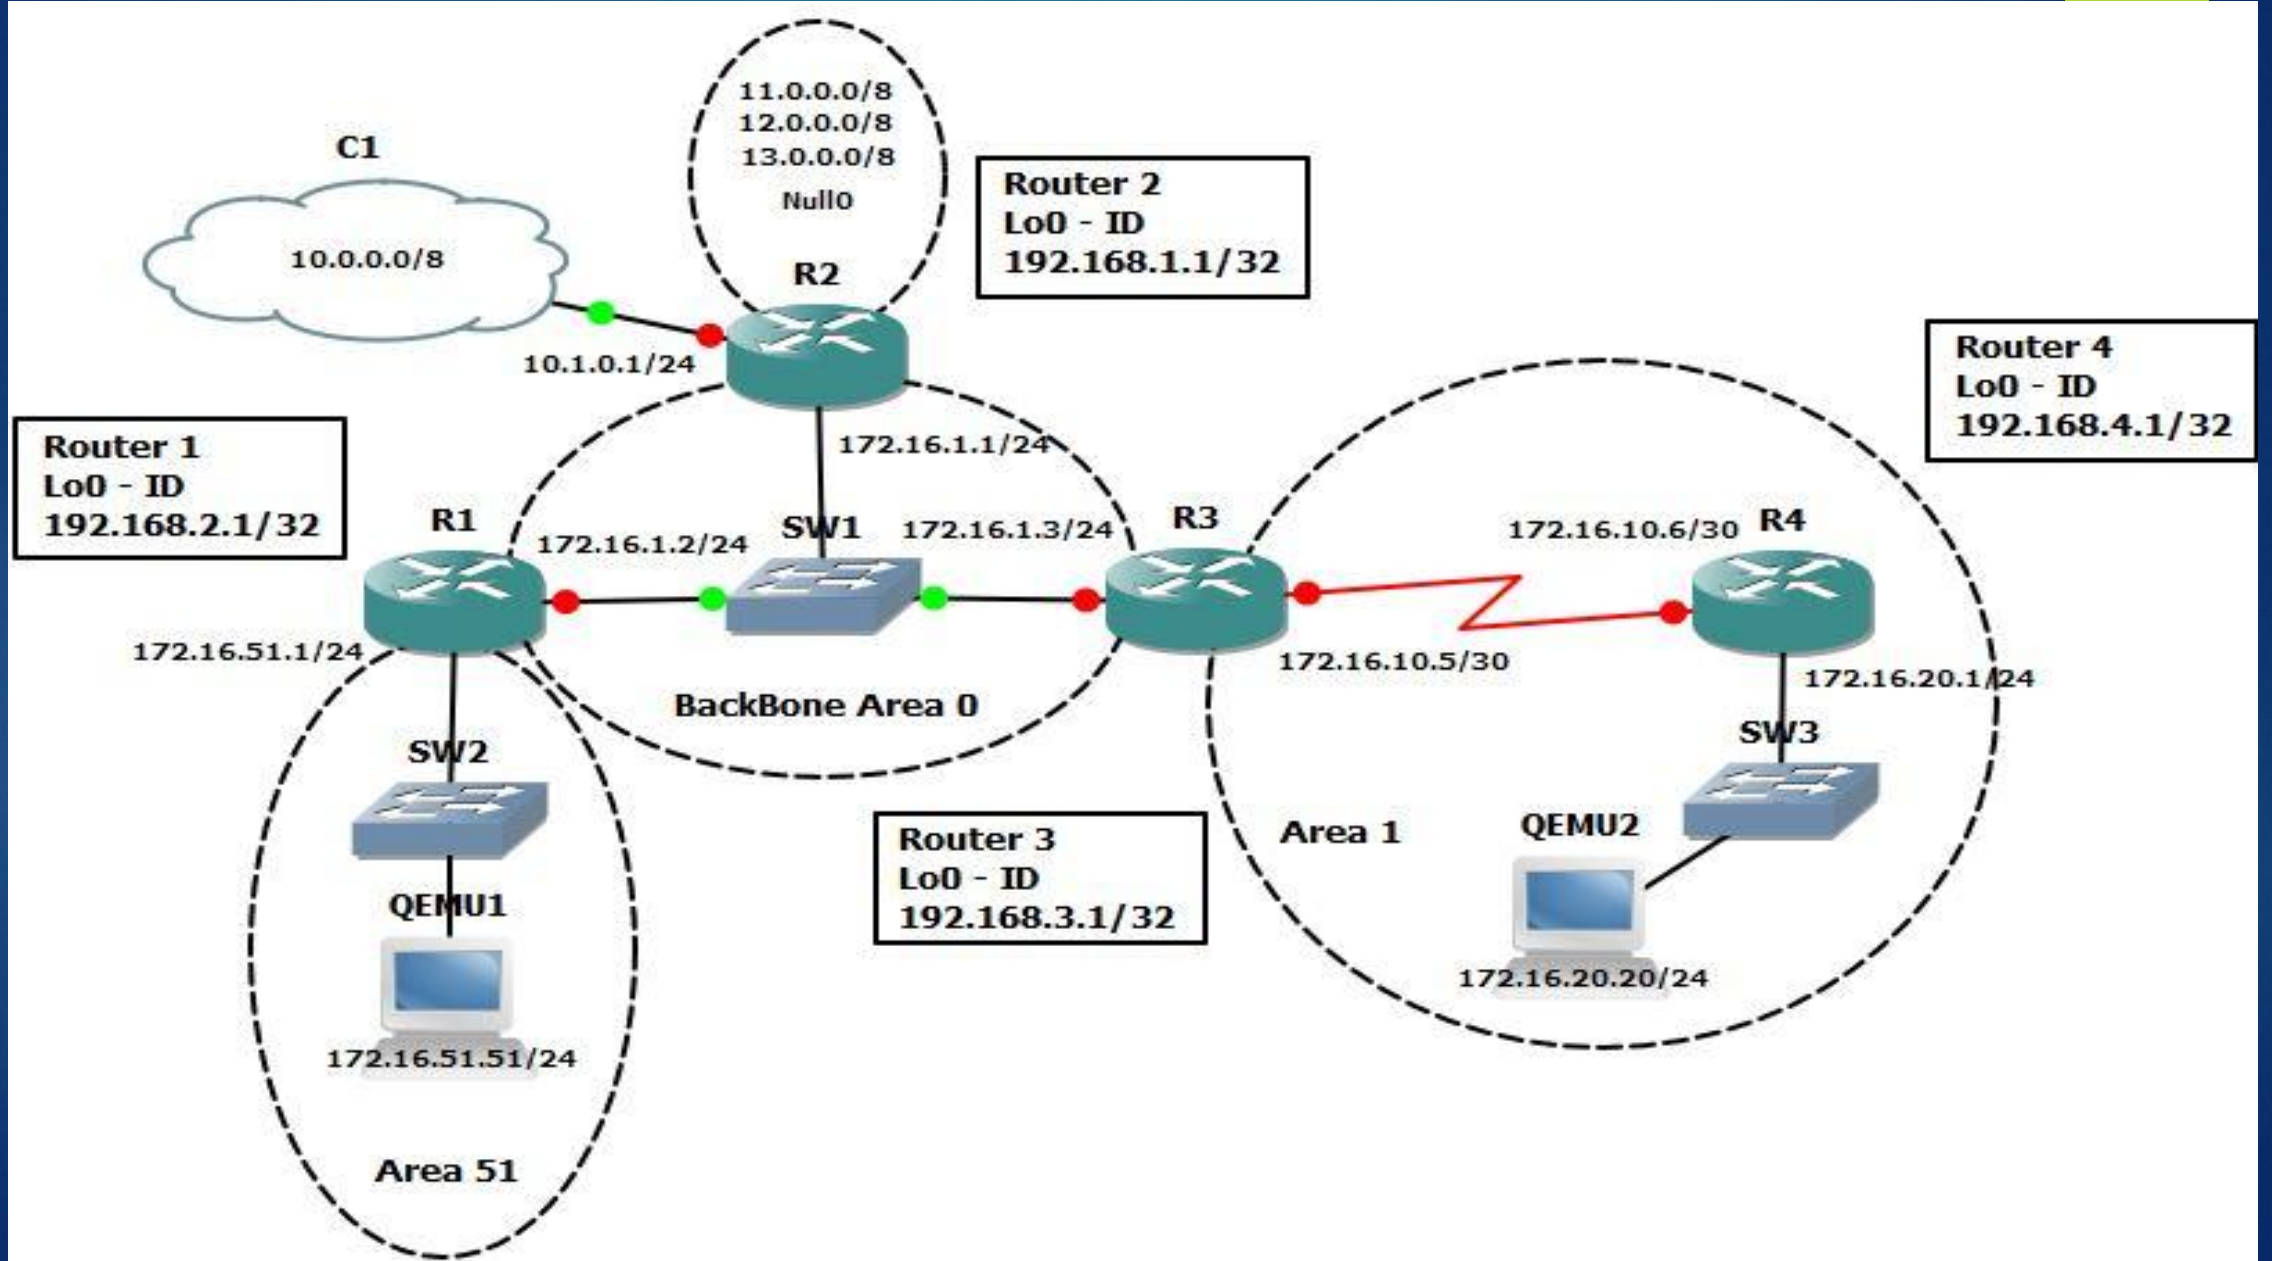 11.0.0.0/8
12.0.0.0/8
13.0.0.0/8
Null0
C1
10.0.0.0/8
R2
Router 2
Lo0 - ID
192.168.1.1/32
10.1.0.1/24
Router 4
Lo0 - ID
192.168.4.1/32
Router 1
Lo0 - ID
192.168.2.1/32
172.16.1.1/24
R1
172.16.1.2/24
SW1
172.16.1.3/24
R3
172.16.10.6/30
R4
172.16.51.1/24
172.16.10.5/30
172.16.20.1/24
BackBone Area 0
SW2
SW3
Router 3
Lo0 - ID
192.168.3.1/32
Area 1
QEMU2
QEMU1
172.16.20.20/24
172.16.51.51/24
Area 51